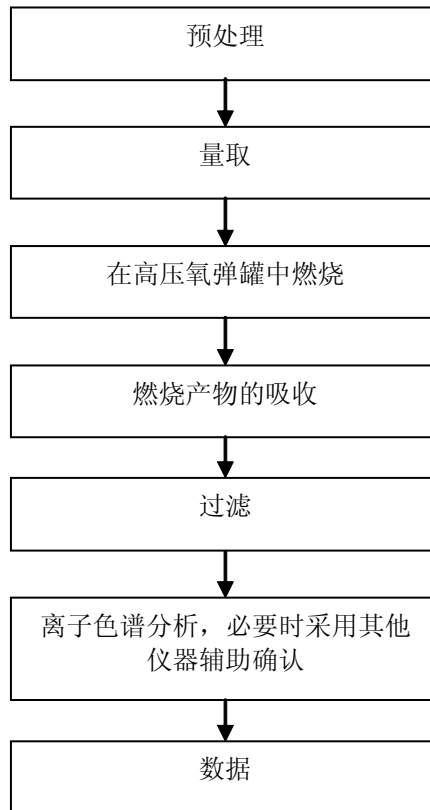 预处理
量取
在高压氧弹罐中燃烧
燃烧产物的吸收
过滤
离子色谱分析，必要时采用其他
仪器辅助确认
数据